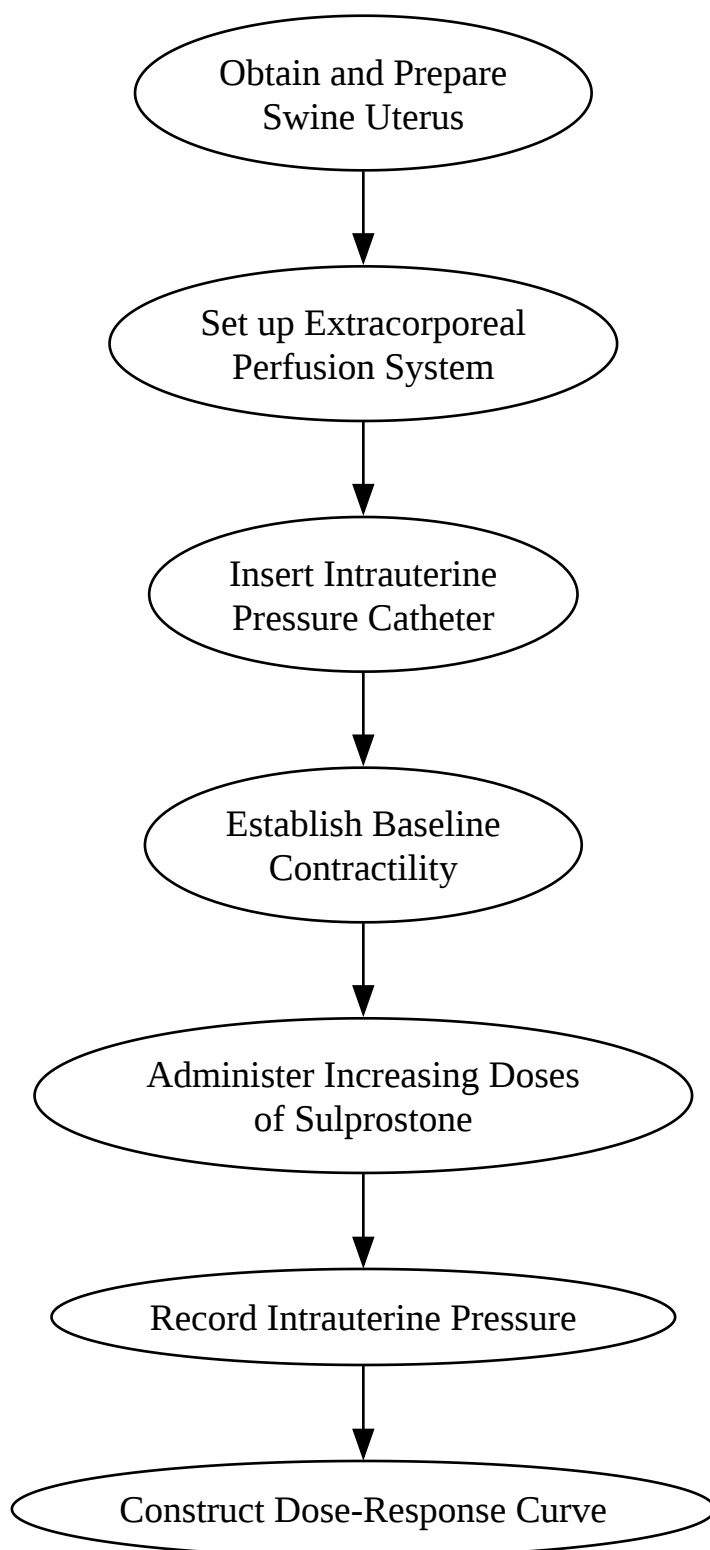 Obtain and Prepare
Swine Uterus
Set up Extracorporeal
Perfusion System
Insert Intrauterine
Pressure Catheter
Establish Baseline
Contractility
Administer Increasing Doses
of Sulprostone
Record Intrauterine Pressure
Construct Dose-Response Curve